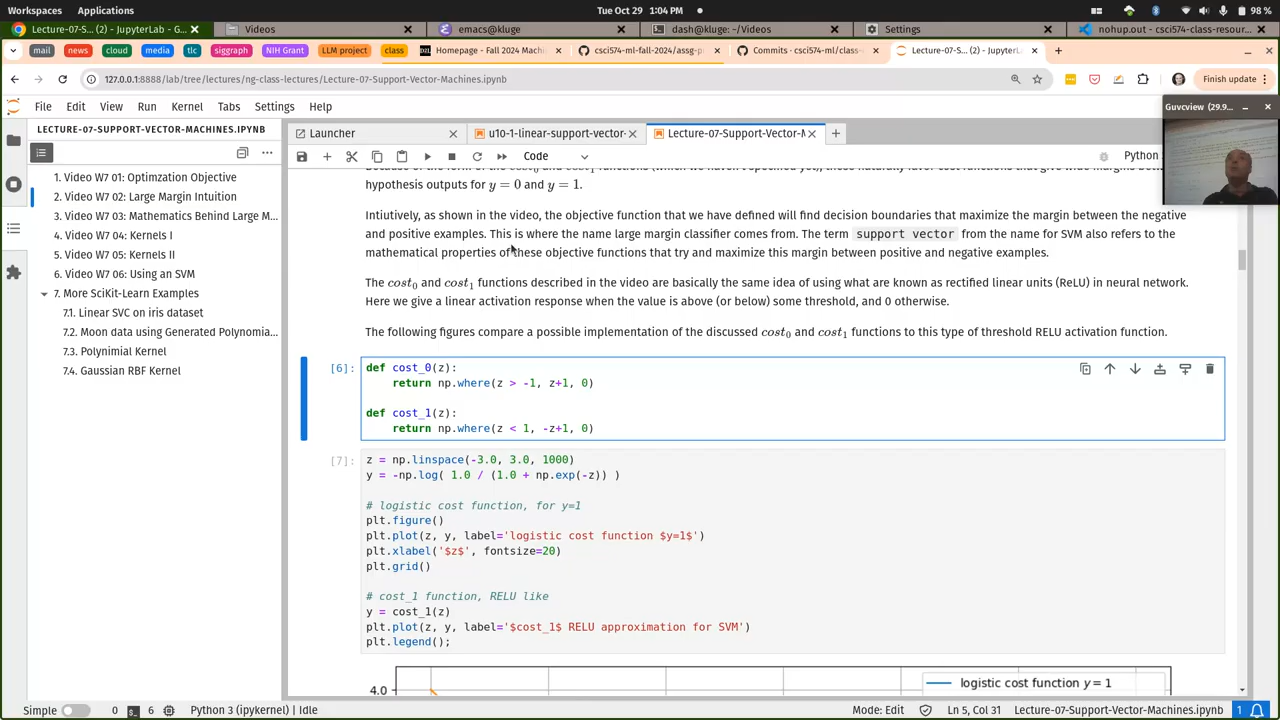 Workspaces Applications Tue Oct 29 1:04 PM 98 %
Lecture-07-S... (2) - JupyterLab - G... Videos emacs@kluge dash@kluge: ~/Videos Settings nohup.out - csci574-class-resour...
mail news cloud media tlc siggraph NIH Grant LLM project class Homepage - Fall 2024 Machin csci574-ml-fall-2024/assg-p Commits · csci574-ml/class- Lecture-07-S... (2) - JupyterL
127.0.0.1:8888/lab/tree/lectures/ng-class-lectures/Lecture-07-Support-Vector-Machines.ipynb Finish update
File Edit View Run Kernel Tabs Settings Help
Guvcview (29.9...
LECTURE-07-SUPPORT-VECTOR-MACHINES.IPYNB
Launcher u10-1-linear-support-vector- Lecture-07-Support-Vector-M
Code Python
1. Video W7 01: Optimzation Objective
2. Video W7 02: Large Margin Intuition
3. Video W7 03: Mathematics Behind Large M...
4. Video W7 04: Kernels I
5. Video W7 05: Kernels II
6. Video W7 06: Using an SVM
7. More SciKit-Learn Examples
7.1. Linear SVC on iris dataset
7.2. Moon data using Generated Polynomia...
7.3. Polynimial Kernel
7.4. Gaussian RBF Kernel
hypothesis outputs for y = 0 and y = 1.
Intiutively, as shown in the video, the objective function that we have defined will find decision boundaries that maximize the margin between the negative
and positive examples. This is where the name large margin classifier comes from. The term support vector from the name for SVM also refers to the
mathematical properties of these objective functions that try and maximize this margin between positive and negative examples.
The cost₀ and cost₁ functions described in the video are basically the same idea of using what are known as rectified linear units (ReLU) in neural network.
Here we give a linear activation response when the value is above (or below) some threshold, and 0 otherwise.
The following figures compare a possible implementation of the discussed cost₀ and cost₁ functions to this type of threshold RELU activation function.
[6]: def cost_0(z):
return np.where(z > -1, z+1, 0)
def cost_1(z):
return np.where(z < 1, -z+1, 0)
[7]: z = np.linspace(-3.0, 3.0, 1000)
y = -np.log( 1.0 / (1.0 + np.exp(-z)) )
# logistic cost function, for y=1
plt.figure()
plt.plot(z, y, label='logistic cost function $y=1$')
plt.xlabel('$z$', fontsize=20)
plt.grid()
# cost_1 function, RELU like
y = cost_1(z)
plt.plot(z, y, label='$cost_1$ RELU approximation for SVM')
plt.legend();
4.0
logistic cost function y = 1
Simple 0 6 Python 3 (ipykernel) | Idle Mode: Edit Ln 5, Col 31 Lecture-07-Support-Vector-Machines.ipynb 1